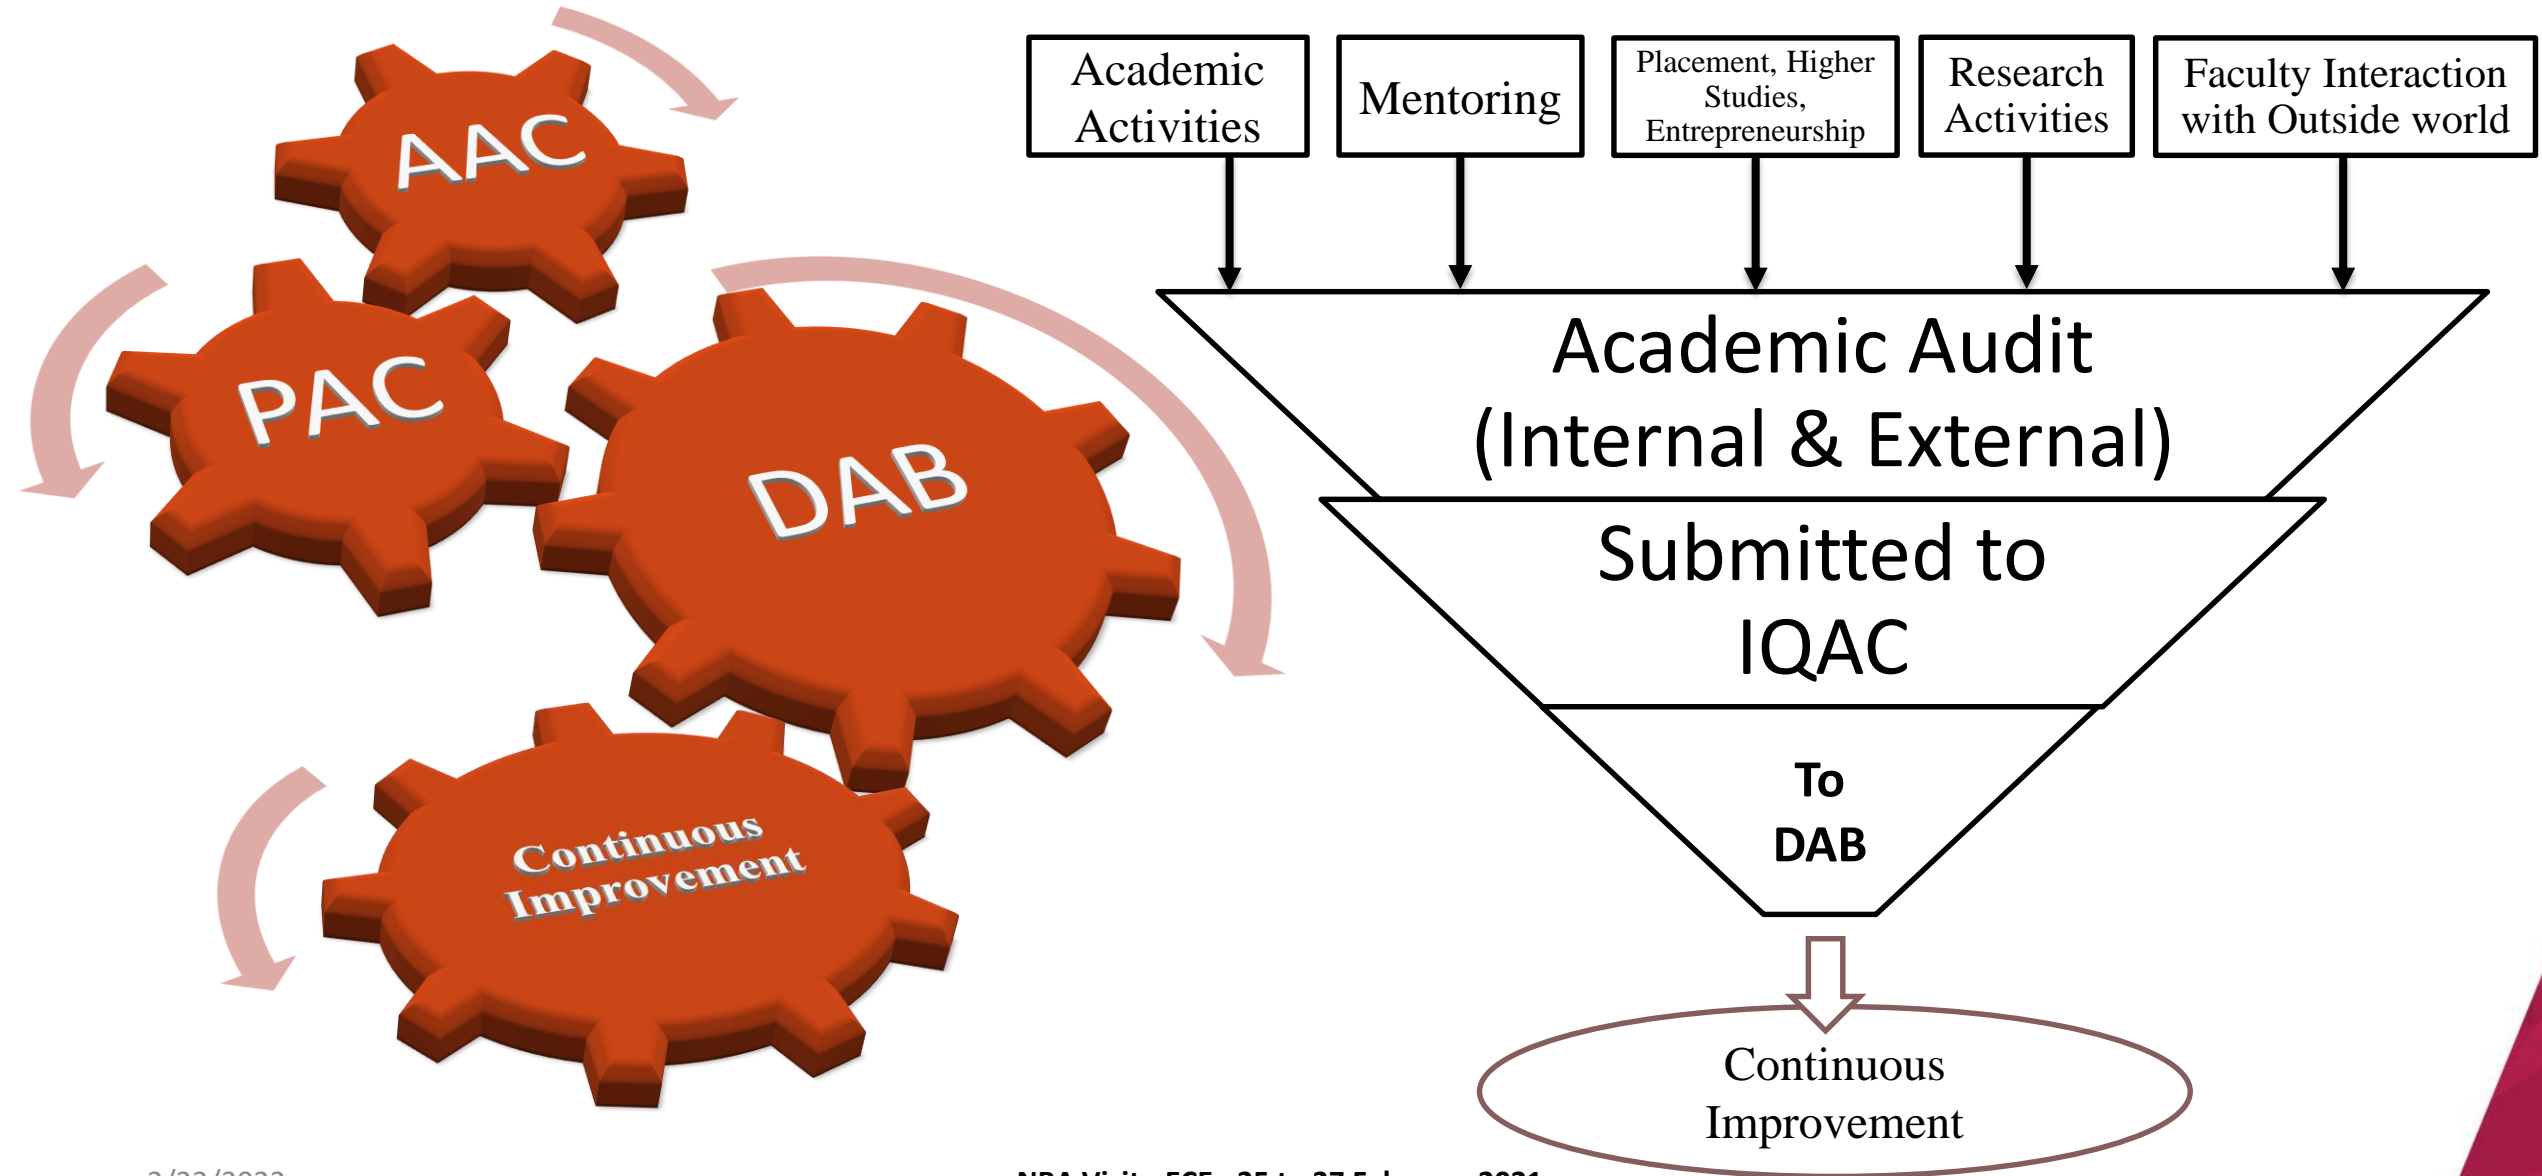 AAC
PAC
DAB
Continuous
Improvement
Academic
Activities
Mentoring
Placement, Higher
Studies,
Entrepreneurship
Research
Activities
Faculty Interaction
with Outside world
Academic Audit
(Internal & External)
Submitted to
IQAC
To
DAB
Continuous
Improvement